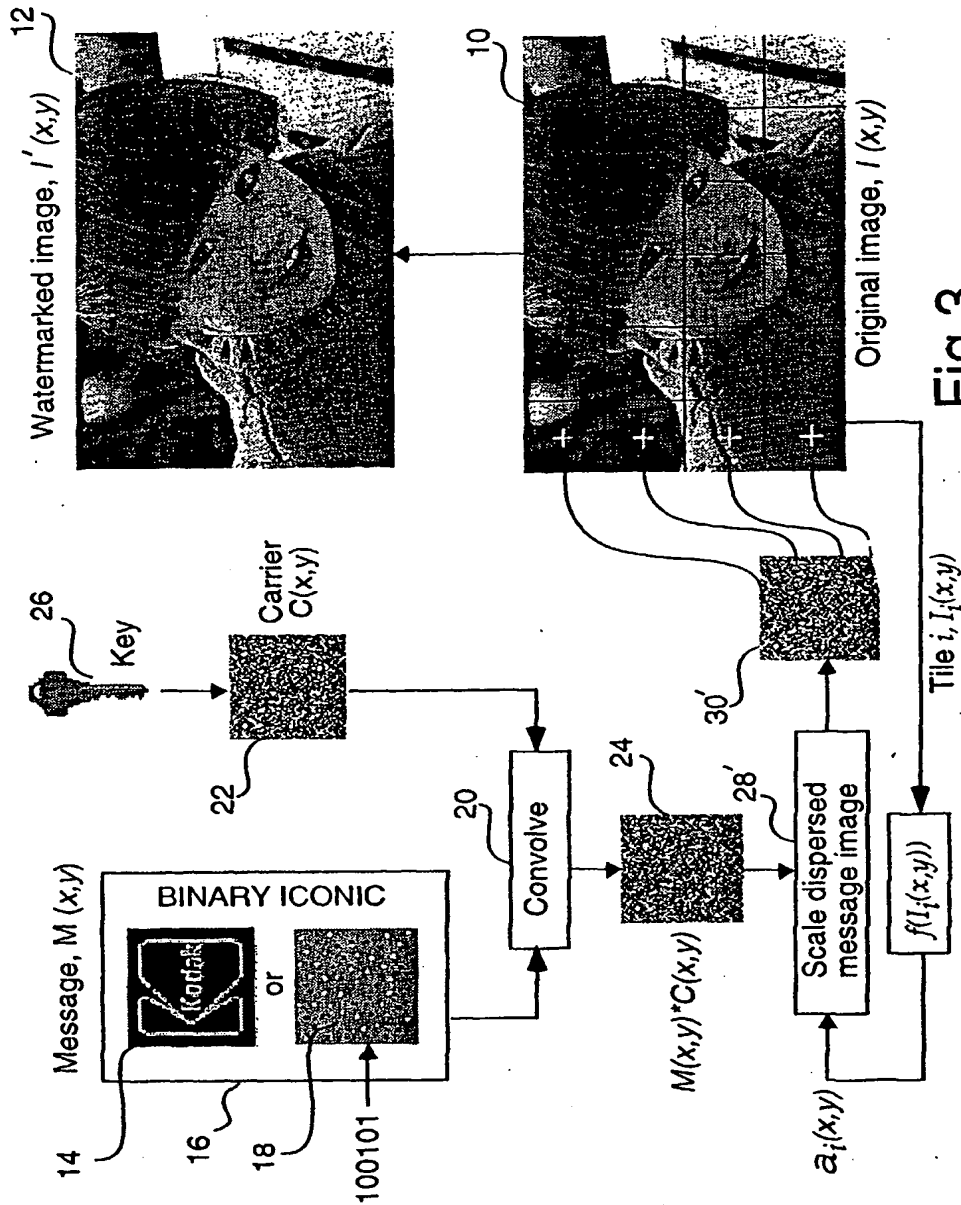 Message, M (x,y)
14
BINARY ICONIC
Kodak
or
16
18
100101
26
Key
22
Carrier
C(x,y)
20
Convolve
24
M(x,y)*C(x,y)
28'
Scale dispersed
message image
a_i(x,y)
f(I_i(x,y))
30'
Tile i, I_i(x,y)
Watermarked image, I' (x,y)
12
10
Original image, I (x,y)
Fig. 3